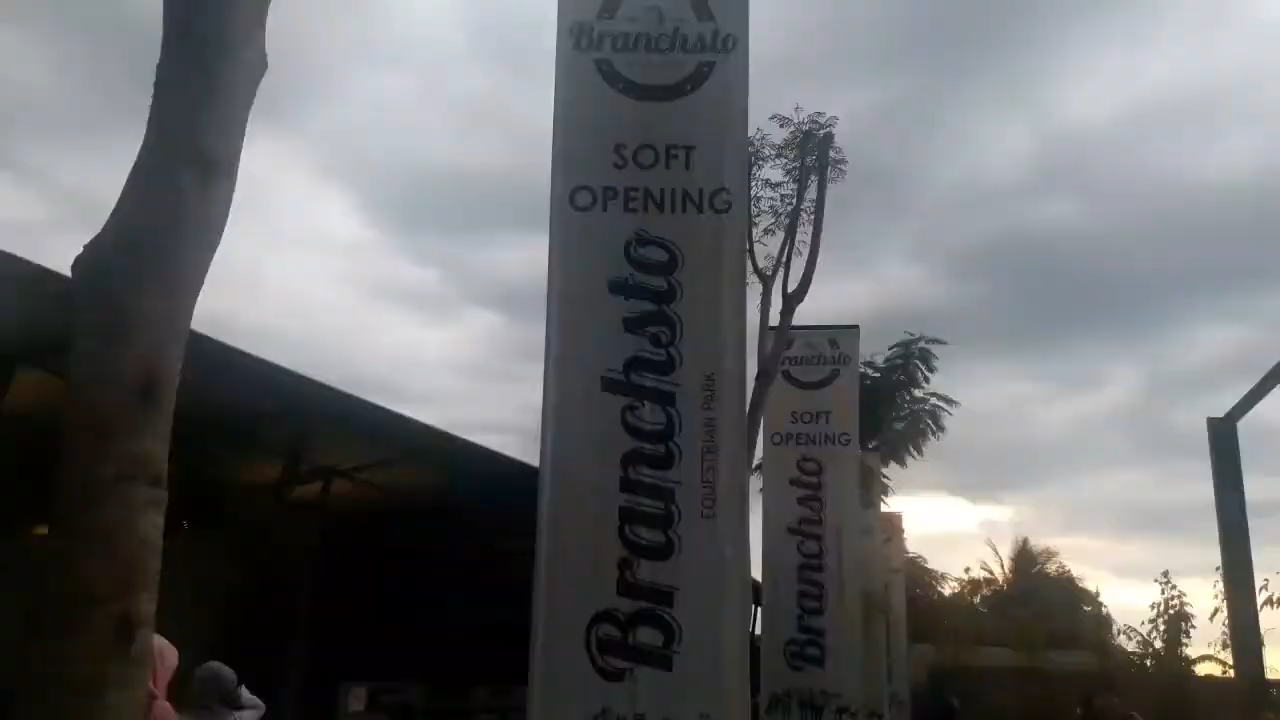 Branchsto
SOFT
OPENING
Branchsto
EQUESTRIAN PARK
Branchsto
SOFT
OPENING
Branchsto